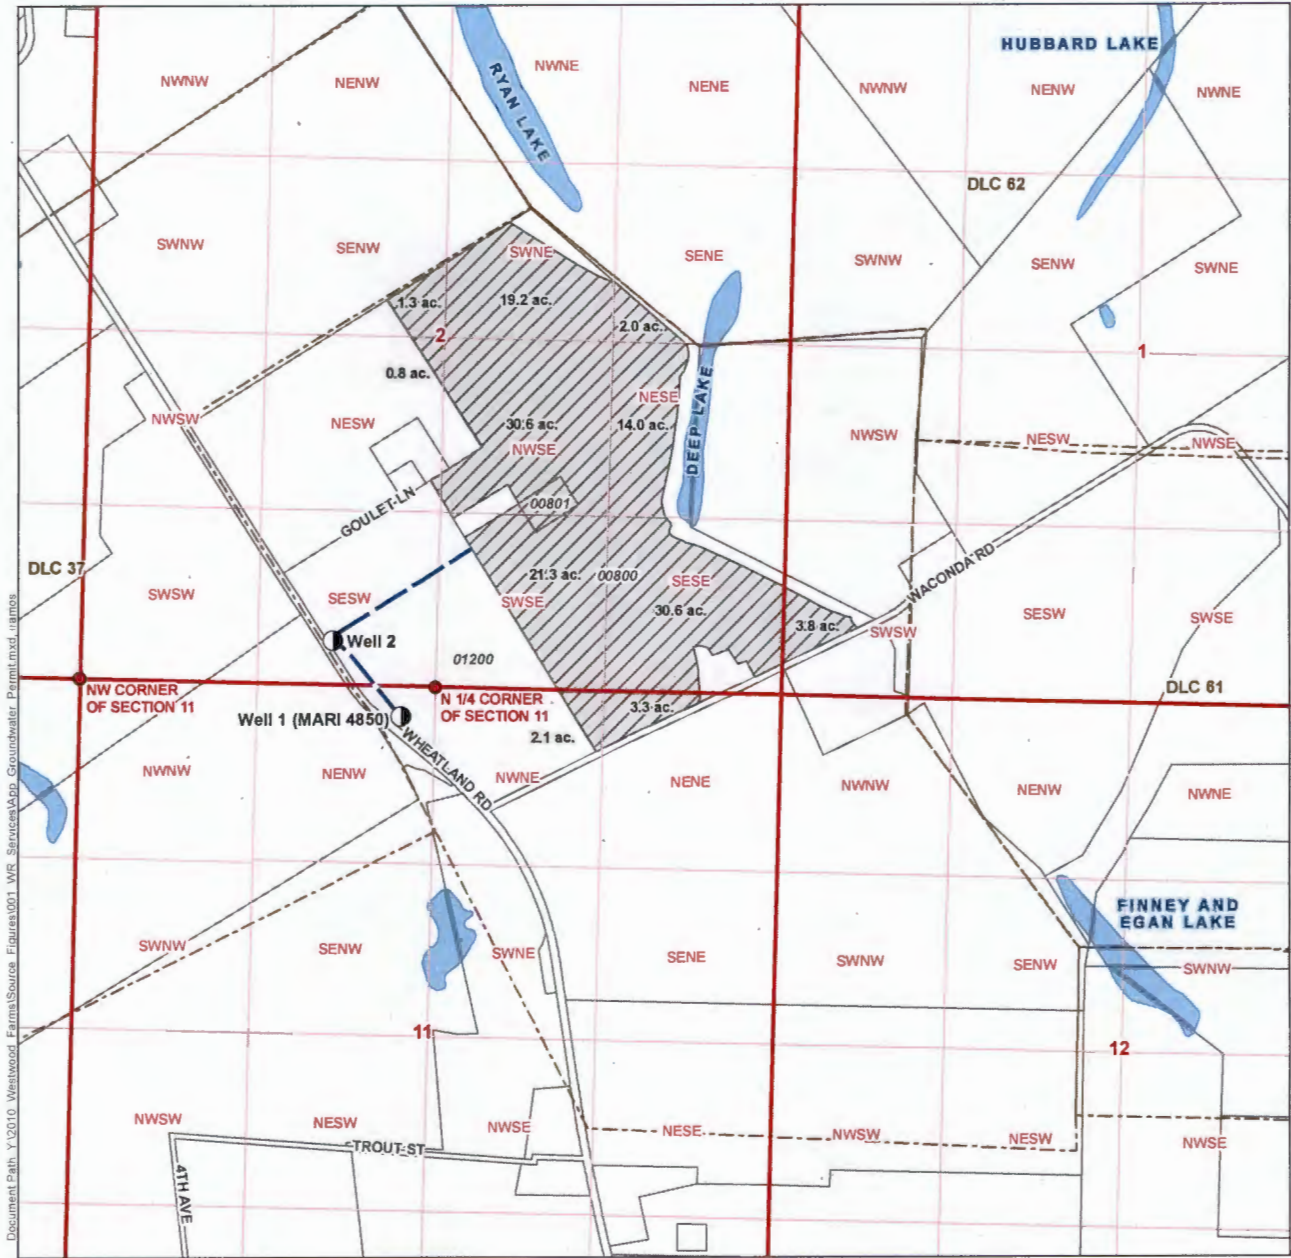 HUBBARD LAKE
RYAN LAKE
NWNW
NENW
NWNE
NENE
NWNW
NENW
NWNE
DLC 62
SWNW
SENW
SWNE
SENE
SWNW
SENW
SWNE
1.3 ac.
19.2 ac.
2.0 ac.
2
1
0.8 ac.
DEEP LAKE
NWSW
NESW
30.6 ac.
NWSE
NESE
14.0 ac.
NWSW
NESW
NWSE
GOULET LN
00801
WACONDA RD
DLC 37
SWSW
SESW
21.3 ac.
00800
SWSE
SESE
30.6 ac.
3.8 ac.
SWSW
SESW
SWSE
Well 2
01200
DLC 61
NW CORNER
OF SECTION 11
N 1/4 CORNER
OF SECTION 11
3.3 ac.
Well 1 (MARI 4850)
2.1 ac.
WHEATLAND RD
NWNW
NENW
NWNE
NENE
NWNW
NENW
NWNE
FINNEY AND
EGAN LAKE
SWNW
SENW
SWNE
SENE
SWNW
SENW
SWNW
11
12
NWSW
NESW
NWSE
NESE
NWSW
NESW
NWSE
TROUT ST
4TH AVE
Document Path: Y:\2010 Westwood Farms\Source Figures\001 WR Services\App Groundwater Permit.mxd,